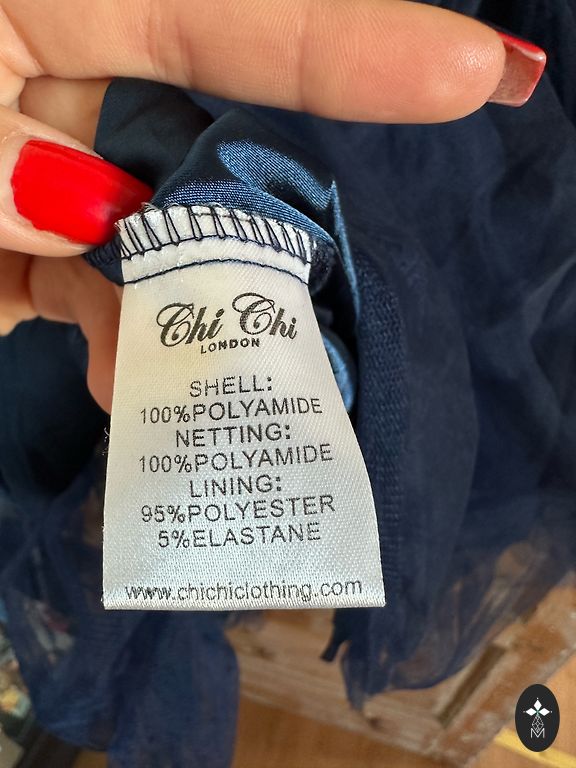 Chi Chi
LONDON
SHELL:
100%POLYAMIDE
NETTING:
100%POLYAMIDE
LINING:
95%POLYESTER
5%ELASTANE
www.chichiclothing.com
M